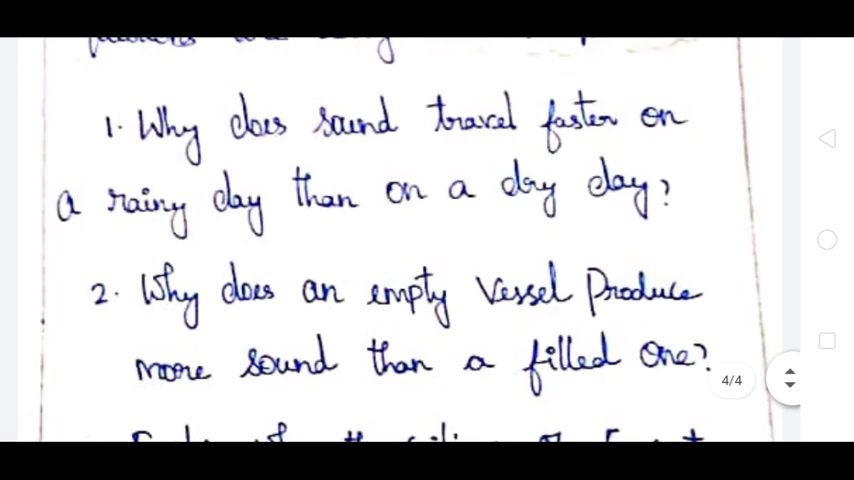 1. Why does sound travel faster on
a rainy day than on a dry day?
2. Why does an empty vessel Produce
more sound than a filled one?
4/4